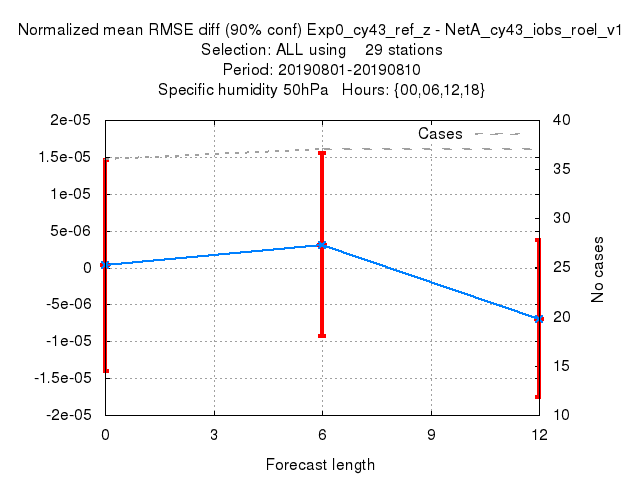 Normalized mean RMSE diff (90% conf) Exp0_cy43_ref_z - NetA_cy43_iobs_roel_v1
Selection: ALL using 29 stations
Period: 20190801-20190810
Specific humidity 50hPa Hours: {00,06,12,18}
2e-05
1.5e-05
1e-05
5e-06
0
-5e-06
-1e-05
-1.5e-05
-2e-05
Cases
40
35
30
25
20
15
10
No cases
0 3 6 9 12
Forecast length